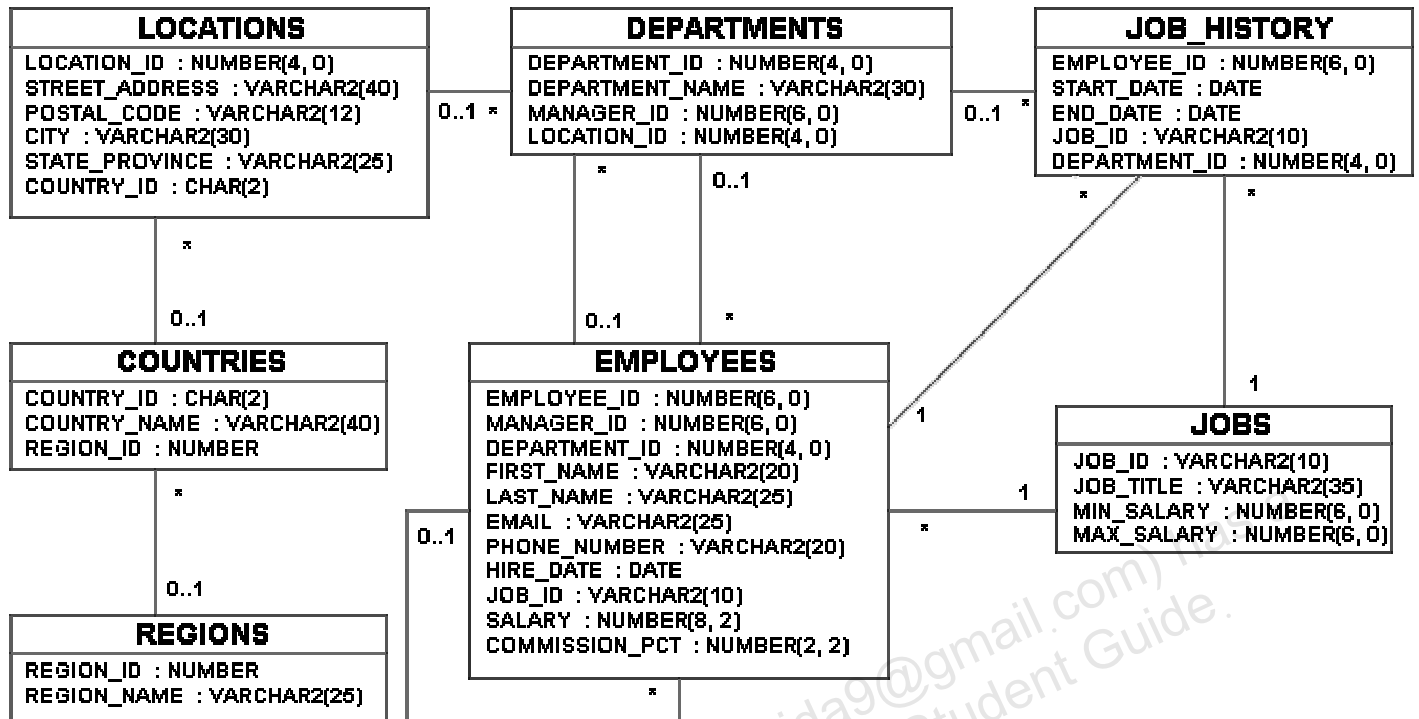 LOCATIONS
LOCATION_ID : NUMBER(4, 0)
STREET_ADDRESS : VARCHAR2(40)
POSTAL_CODE : VARCHAR2(12)
CITY : VARCHAR2(30)
STATE_PROVINCE : VARCHAR2(25)
COUNTRY_ID : CHAR(2)
0..1 *
DEPARTMENTS
DEPARTMENT_ID : NUMBER(4, 0)
DEPARTMENT_NAME : VARCHAR2(30)
MANAGER_ID : NUMBER(6, 0)
LOCATION_ID : NUMBER(4, 0)
0..1 *
JOB_HISTORY
EMPLOYEE_ID : NUMBER(6, 0)
START_DATE : DATE
END_DATE : DATE
JOB_ID : VARCHAR2(10)
DEPARTMENT_ID : NUMBER(4, 0)
* 0..1 * *
*
0..1
0..1 *
COUNTRIES
COUNTRY_ID : CHAR(2)
COUNTRY_NAME : VARCHAR2(40)
REGION_ID : NUMBER
*
0..1
EMPLOYEES
EMPLOYEE_ID : NUMBER(6, 0)
MANAGER_ID : NUMBER(6, 0)
DEPARTMENT_ID : NUMBER(4, 0)
FIRST_NAME : VARCHAR2(20)
LAST_NAME : VARCHAR2(25)
EMAIL : VARCHAR2(25)
PHONE_NUMBER : VARCHAR2(20)
HIRE_DATE : DATE
JOB_ID : VARCHAR2(10)
SALARY : NUMBER(8, 2)
COMMISSION_PCT : NUMBER(2, 2)
0..1
*
1
1
*
1
JOBS
JOB_ID : VARCHAR2(10)
JOB_TITLE : VARCHAR2(35)
MIN_SALARY : NUMBER(6, 0)
MAX_SALARY : NUMBER(6, 0)
REGIONS
REGION_ID : NUMBER
REGION_NAME : VARCHAR2(25)
ida9@gmail.com) has
Student Guide.